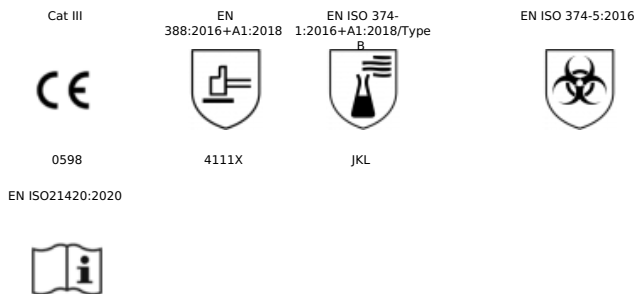 Cat III
EN
388:2016+A1:2018
EN ISO 374-
1:2016+A1:2018/Type
B
EN ISO 374-5:2016
CE
0598
4111X
JKL
EN ISO21420:2020
i